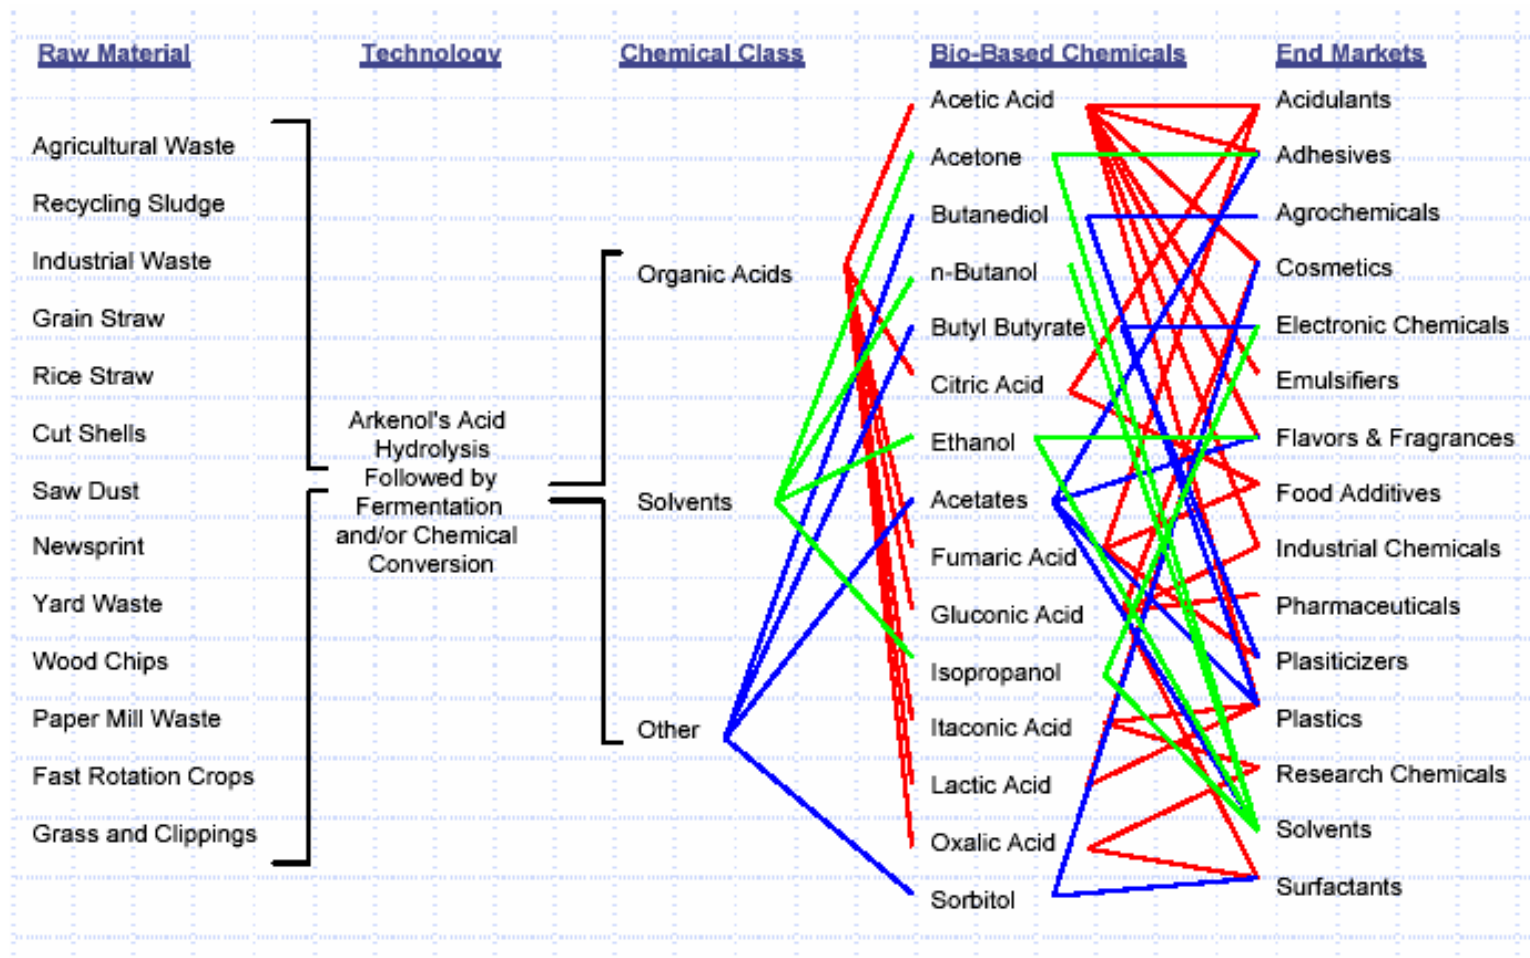 Raw Material
Technology
Chemical Class
Bio-Based Chemicals
End Markets
Agricultural Waste
Recycling Sludge
Industrial Waste
Grain Straw
Rice Straw
Cut Shells
Saw Dust
Newsprint
Yard Waste
Wood Chips
Paper Mill Waste
Fast Rotation Crops
Grass and Clippings
Arkenol's Acid
Hydrolysis
Followed by
Fermentation
and/or Chemical
Conversion
Organic Acids
Solvents
Other
Acetic Acid
Acetone
Butanediol
n-Butanol
Butyl Butyrate
Citric Acid
Ethanol
Acetates
Fumaric Acid
Gluconic Acid
Isopropanol
Itaconic Acid
Lactic Acid
Oxalic Acid
Sorbitol
Acidulants
Adhesives
Agrochemicals
Cosmetics
Electronic Chemicals
Emulsifiers
Flavors & Fragrances
Food Additives
Industrial Chemicals
Pharmaceuticals
Plasiticizers
Plastics
Research Chemicals
Solvents
Surfactants